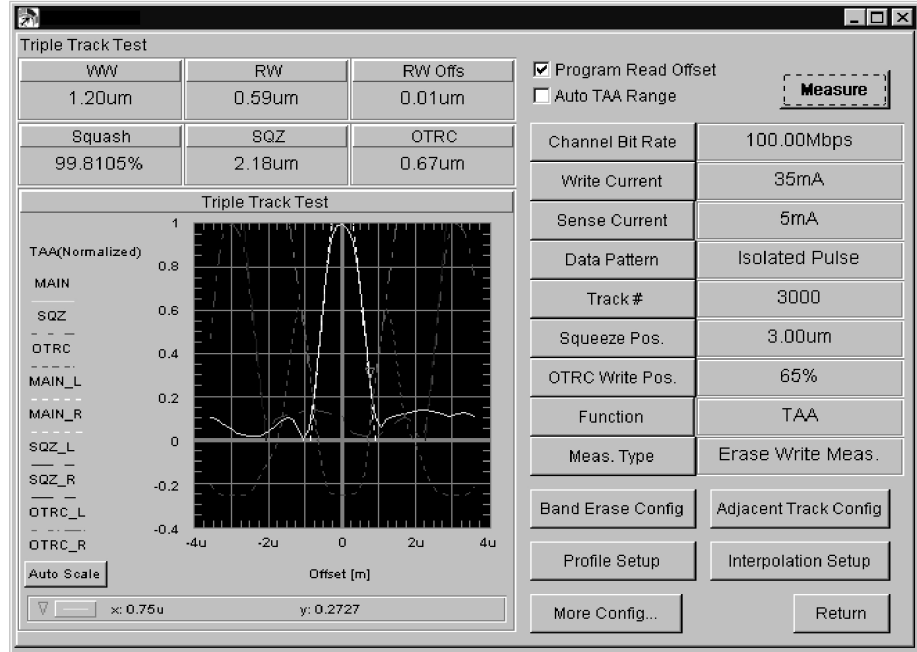 Triple Track Test
WW RW RW Offs
1.20um 0.59um 0.01um
Squash SQZ OTRC
99.8105% 2.18um 0.67um
Triple Track Test
TAA(Normalized)
MAIN
SQZ
OTRC
MAIN_L
MAIN_R
SQZ_L
SQZ_R
OTRC_L
OTRC_R
1
0.8
0.6
0.4
0.2
0
-0.2
-0.4
-4u -2u 0 2u 4u
Auto Scale
Offset [m]
x: 0.75u y: 0.2727
Program Read Offset
Auto TAA Range
Measure
Channel Bit Rate 100.00Mbps
Write Current 35mA
Sense Current 5mA
Data Pattern Isolated Pulse
Track # 3000
Squeeze Pos. 3.00um
OTRC Write Pos. 65%
Function TAA
Meas. Type Erase Write Meas.
Band Erase Config Adjacent Track Config
Profile Setup Interpolation Setup
More Config... Return